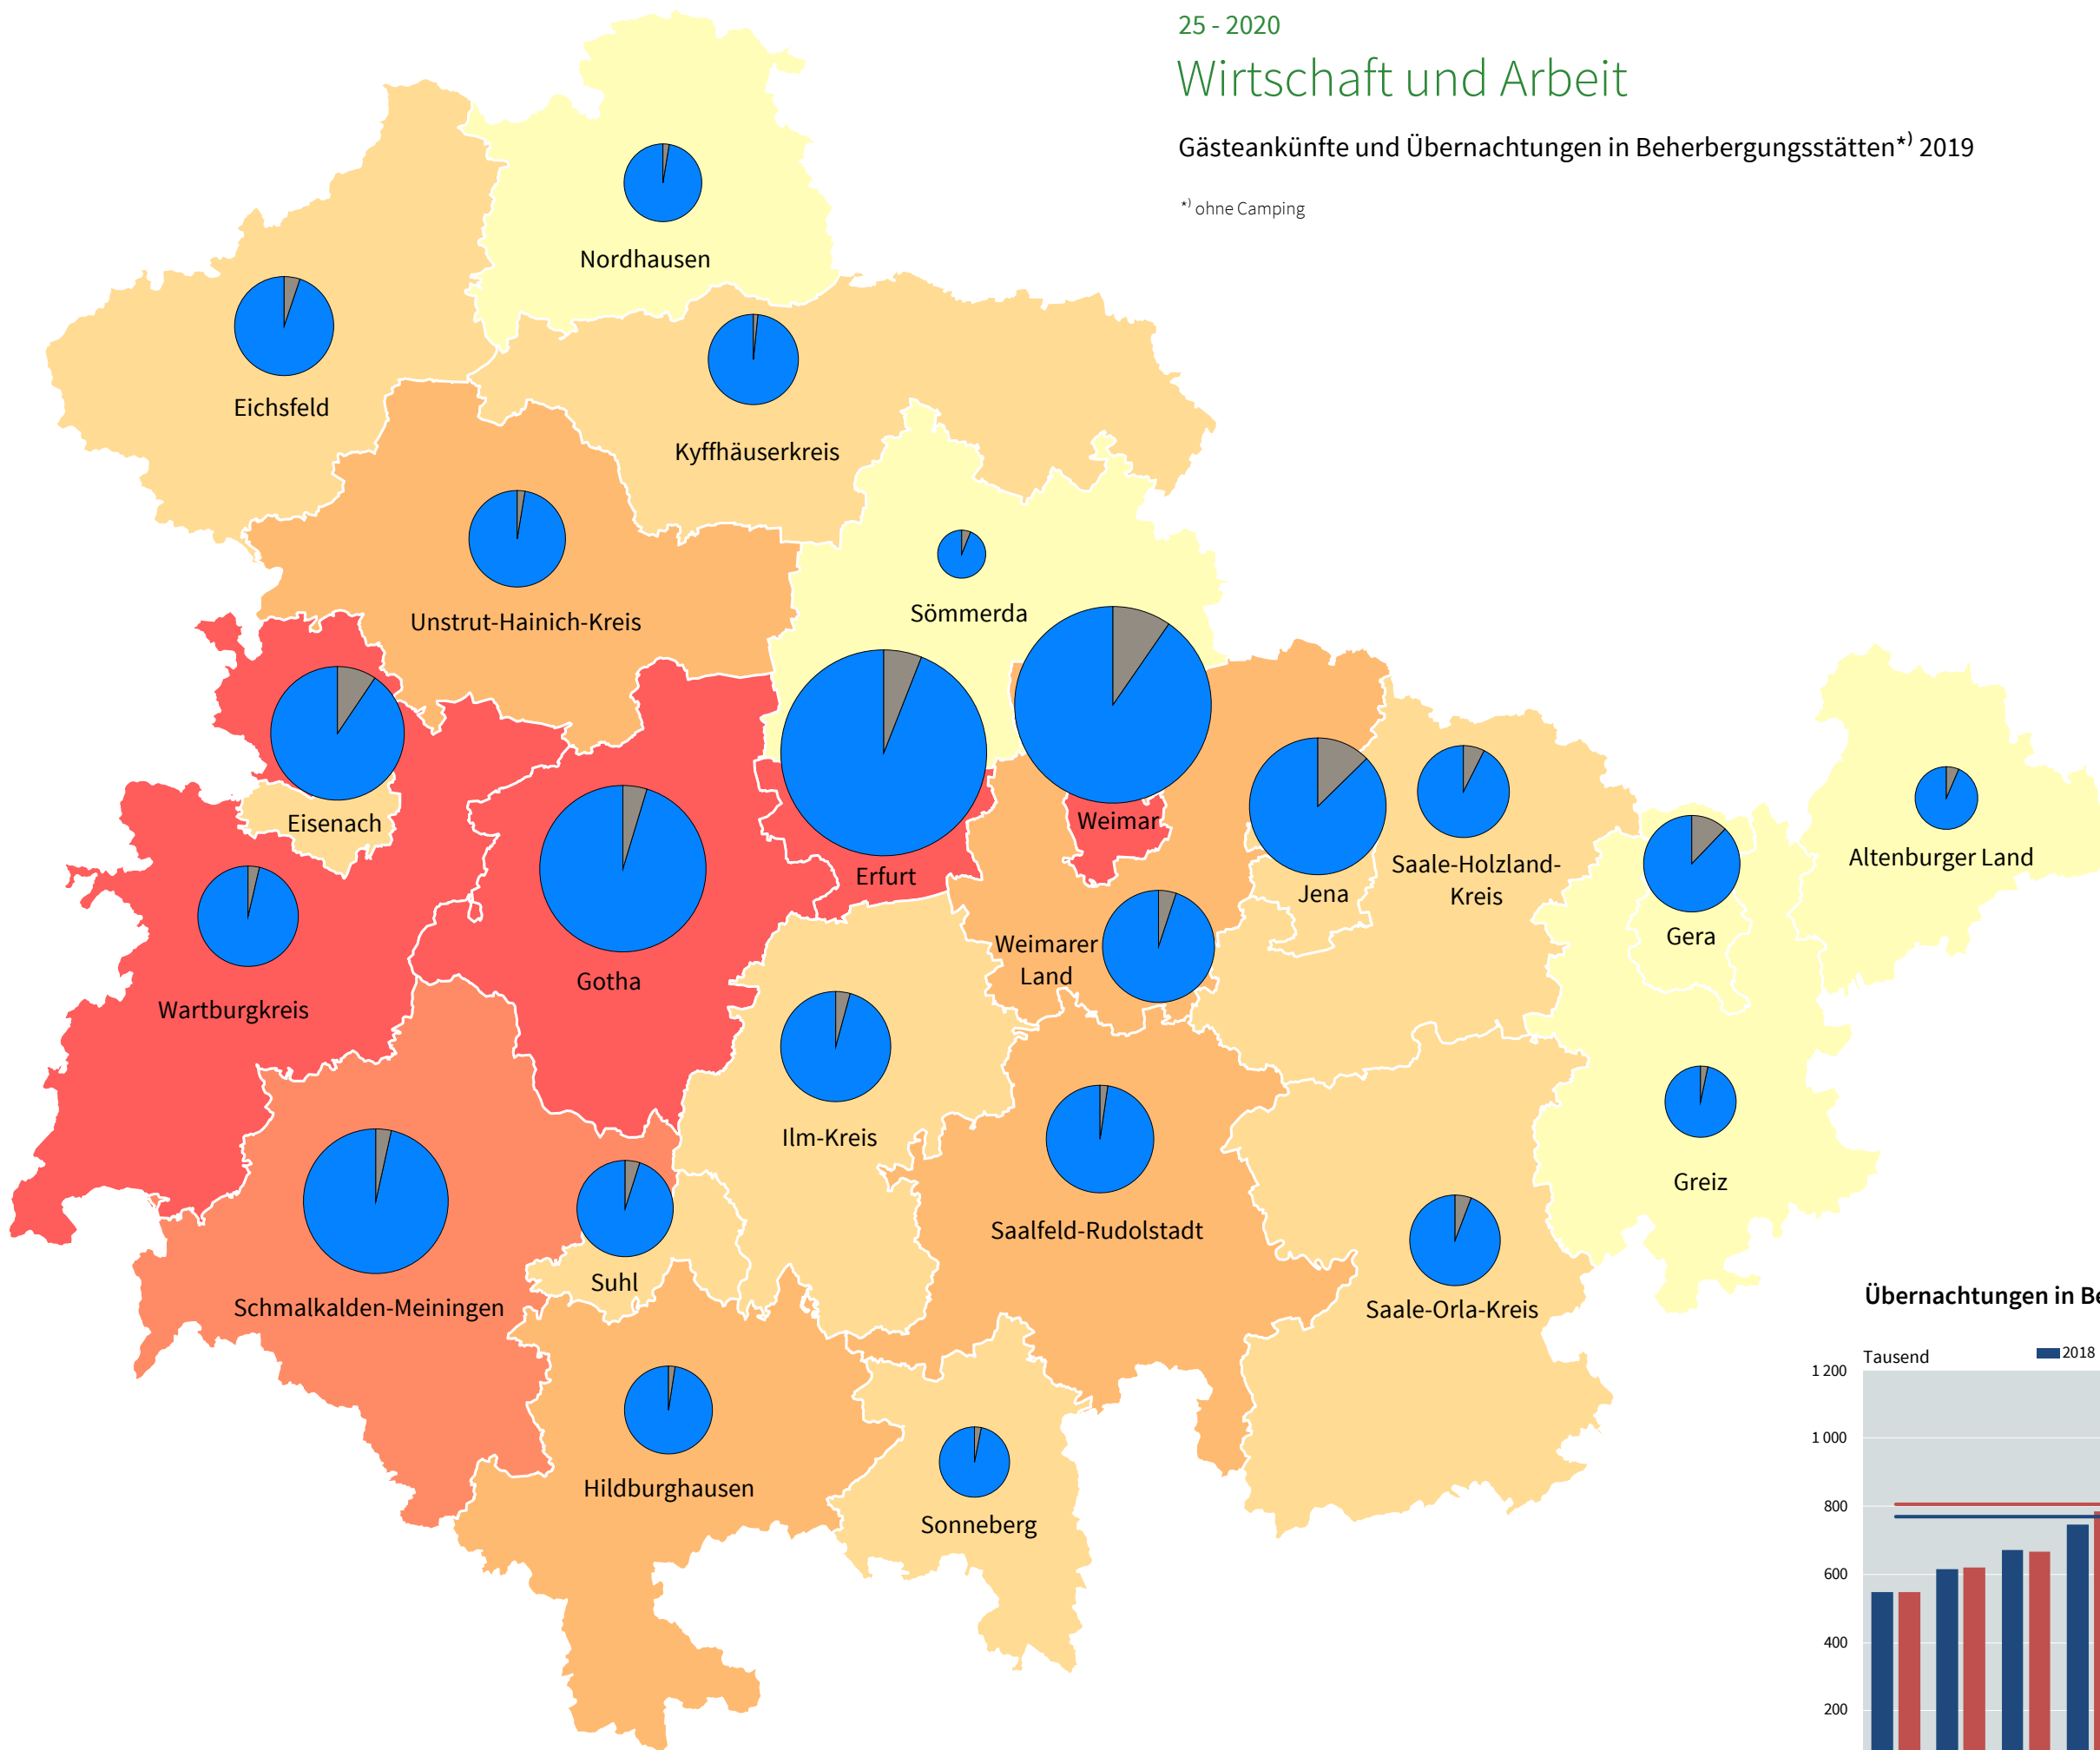 25 - 2020
Wirtschaft und Arbeit
Gästeankünfte und Übernachtungen in Beherbergungsstätten*) 2019
*) ohne Camping
Nordhausen
Eichsfeld
Kyffhäuserkreis
Sömmerda
Unstrut-Hainich-Kreis
Eisenach
Weimar
Altenburger Land
Saale-Holzland-
Kreis
Erfurt
Jena
Gera
Weimarer
Land
Gotha
Wartburgkreis
Ilm-Kreis
Greiz
Saalfeld-Rudolstadt
Suhl
Schmalkalden-Meiningen
Saale-Orla-Kreis
Hildburghausen
Sonneberg
Übernachtungen in Be
Tausend
2018
1 200
1 000
800
600
400
200